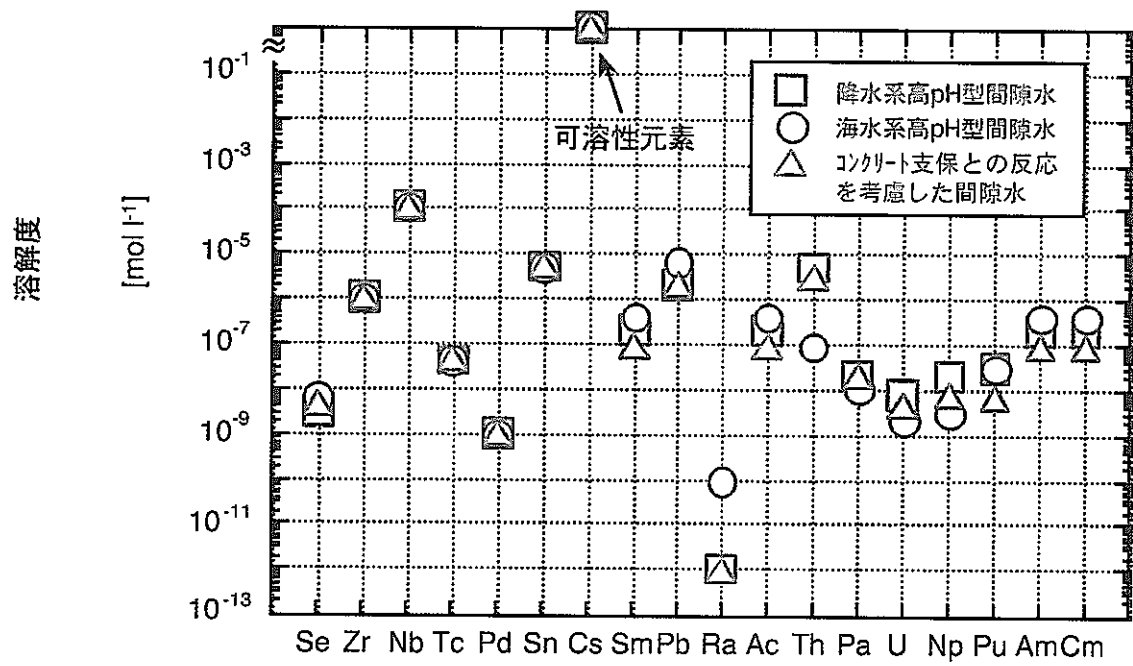 溶解度
[mol l-1]
10-1
10-3
10-5
10-7
10-9
10-11
10-13
可溶性元素
降水系高pH型間隙水
海水系高pH型間隙水
コンクリート支保との反応
を考慮した間隙水
Se Zr Nb Tc Pd Sn Cs Sm Pb Ra Ac Th Pa U Np Pu Am Cm